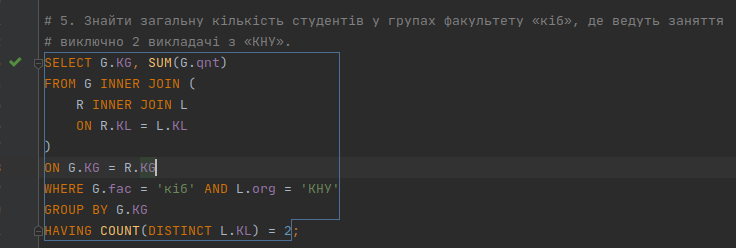 # 5. Знайти загальну кількість студентів у групах факультету «кіб», де ведуть заняття
# виключно 2 викладачі з «КНУ».
SELECT G.KG, SUM(G.qnt)
FROM G INNER JOIN (
    R INNER JOIN L
    ON R.KL = L.KL
)
ON G.KG = R.KG
WHERE G.fac = 'кіб' AND L.org = 'КНУ'
GROUP BY G.KG
HAVING COUNT(DISTINCT L.KL) = 2;